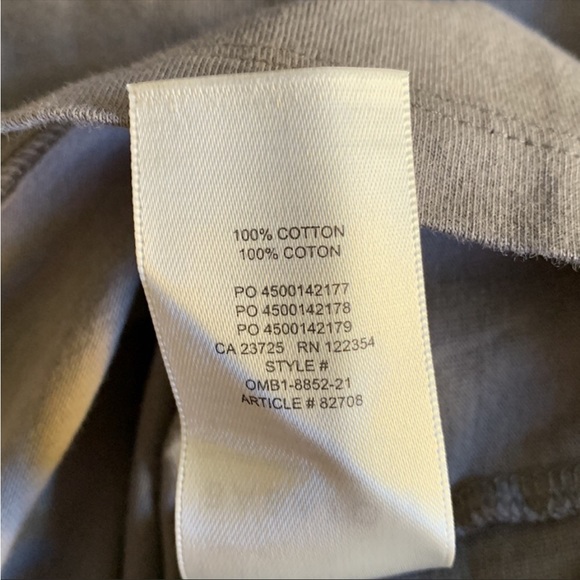 100% COTTON
100% COTON
PO 4500142177
PO 4500142178
PO 4500142179
CA 23725 RN 122354
STYLE #
OMB1-8852-21
ARTICLE # 82708